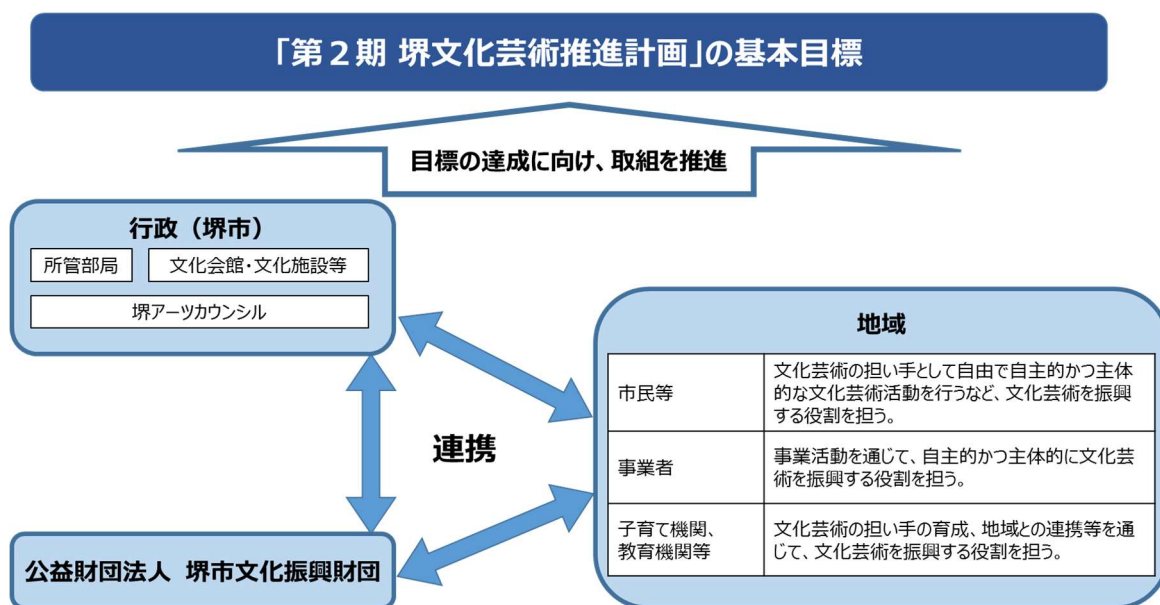 「第２期 堺文化芸術推進計画」の基本目標
目標の達成に向け、取組を推進
行政（堺市）
所管部局
文化会館・文化施設等
堺アーツカウンシル
連携
公益財団法人 堺市文化振興財団
地域
市民等
文化芸術の担い手として自由で自主的かつ主体
的な文化芸術活動を行うなど、文化芸術を振興
する役割を担う。
事業者
事業活動を通じて、自主的かつ主体的に文化芸
術を振興する役割を担う。
子育て機関、
教育機関等
文化芸術の担い手の育成、地域との連携等を通
じて、文化芸術を振興する役割を担う。